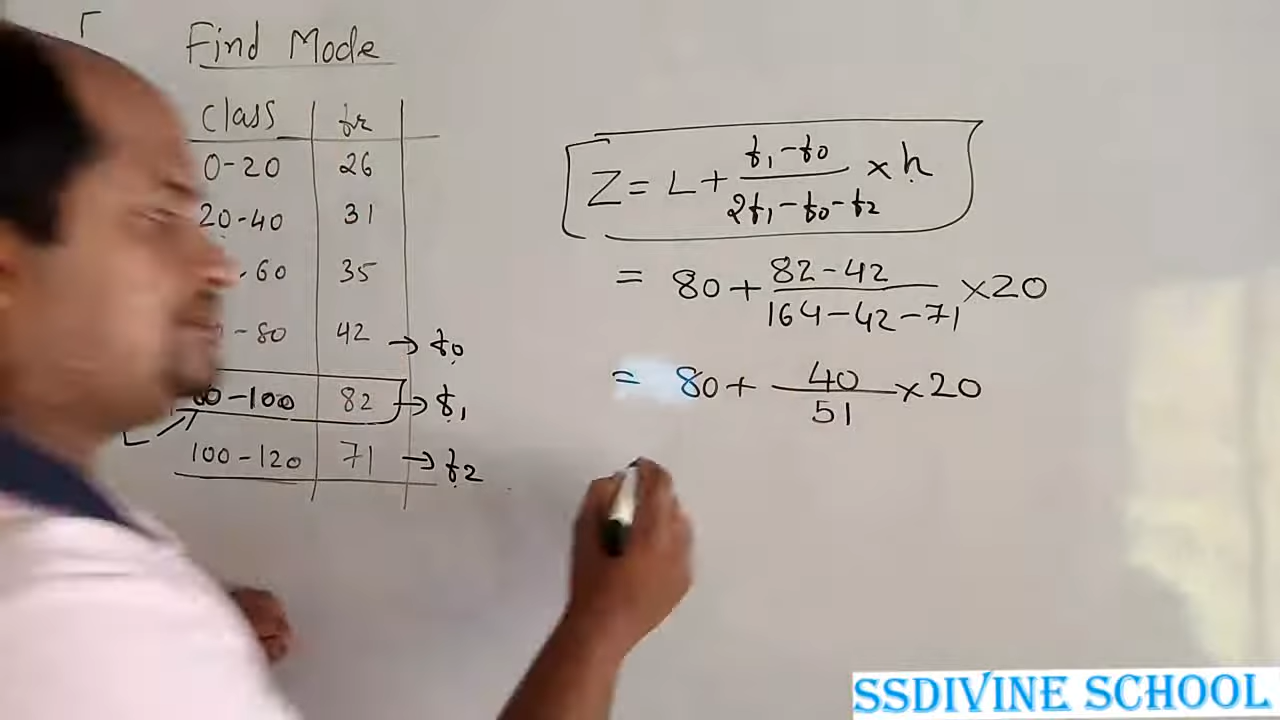 Find Mode
Class fr
0-20 26
20-40 31
-60 35
-80 42 → f0
-100 82 → f1
100-120 71 → f2
Z = L + f1-f0 / 2f1-f0-f2 × h
= 80 + 82-42 / 164-42-71 × 20
= 80 + 40 / 51 × 20
SSDIVINE SCHOOL